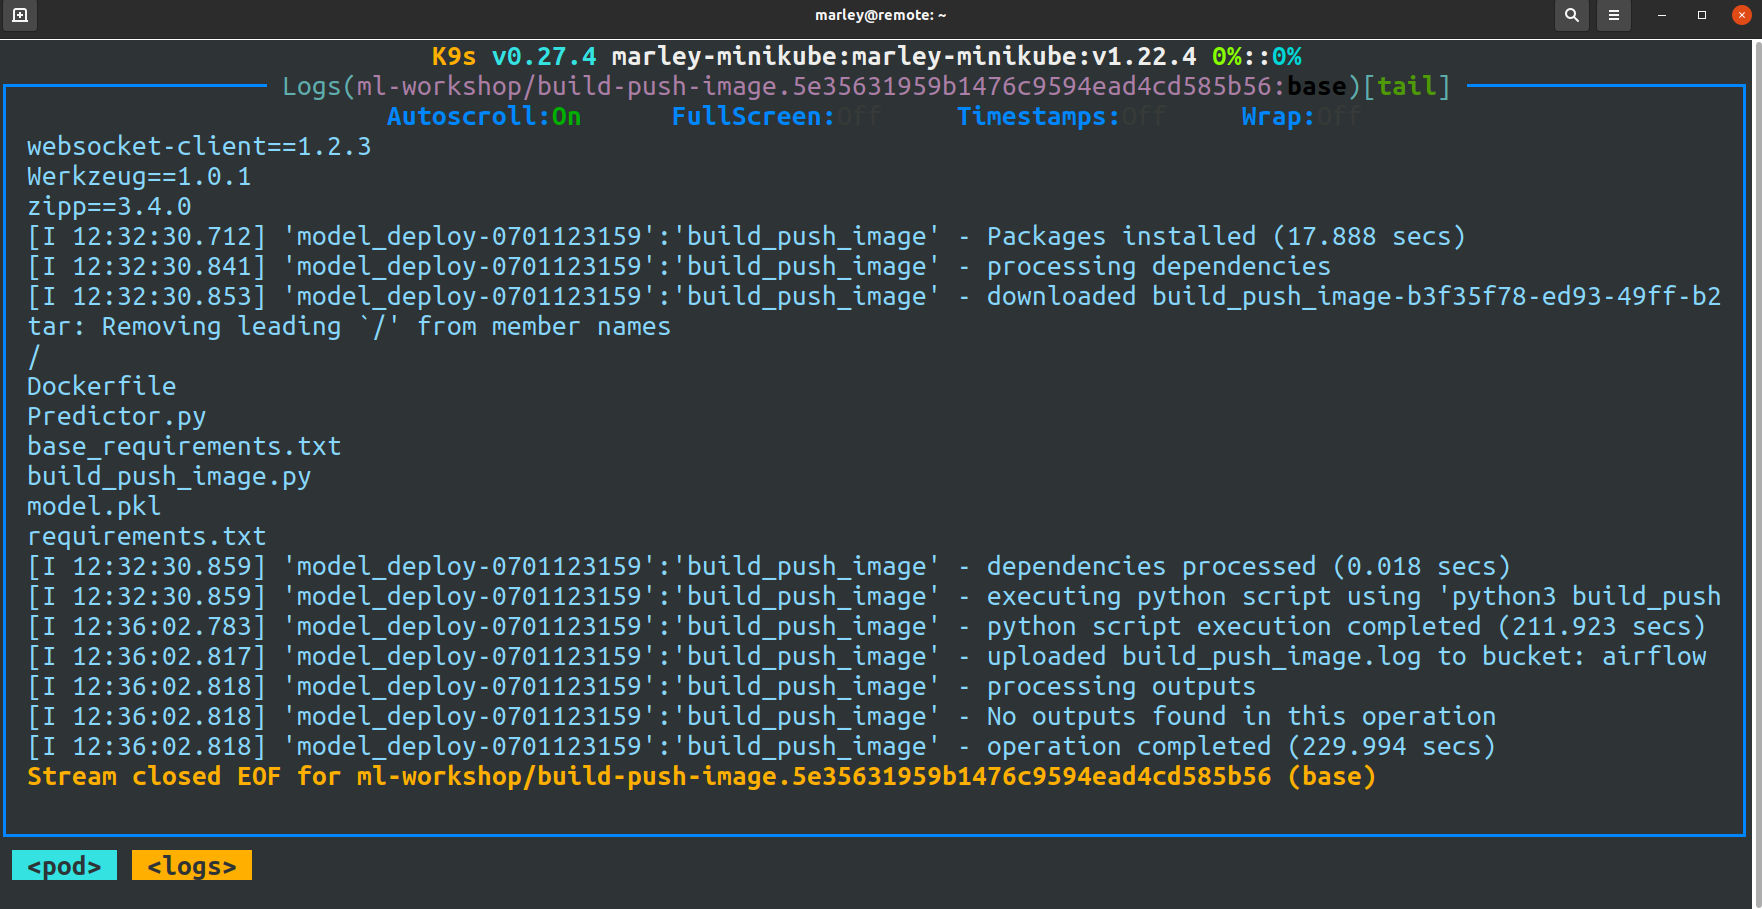 marley@remote: ~
K9s v0.27.4 marley-minikube:marley-minikube:v1.22.4 0%::0%
Logs(ml-workshop/build-push-image.5e35631959b1476c9594ead4cd585b56:base)[tail]
Autoscroll:On FullScreen:Off Timestamps:Off Wrap:Off
websocket-client==1.2.3
Werkzeug==1.0.1
zipp==3.4.0
[I 12:32:30.712] 'model_deploy-0701123159':'build_push_image' - Packages installed (17.888 secs)
[I 12:32:30.841] 'model_deploy-0701123159':'build_push_image' - processing dependencies
[I 12:32:30.853] 'model_deploy-0701123159':'build_push_image' - downloaded build_push_image-b3f35f78-ed93-49ff-b2
tar: Removing leading `/' from member names
/
Dockerfile
Predictor.py
base_requirements.txt
build_push_image.py
model.pkl
requirements.txt
[I 12:32:30.859] 'model_deploy-0701123159':'build_push_image' - dependencies processed (0.018 secs)
[I 12:32:30.859] 'model_deploy-0701123159':'build_push_image' - executing python script using 'python3 build_push
[I 12:36:02.783] 'model_deploy-0701123159':'build_push_image' - python script execution completed (211.923 secs)
[I 12:36:02.817] 'model_deploy-0701123159':'build_push_image' - uploaded build_push_image.log to bucket: airflow
[I 12:36:02.818] 'model_deploy-0701123159':'build_push_image' - processing outputs
[I 12:36:02.818] 'model_deploy-0701123159':'build_push_image' - No outputs found in this operation
[I 12:36:02.818] 'model_deploy-0701123159':'build_push_image' - operation completed (229.994 secs)
Stream closed EOF for ml-workshop/build-push-image.5e35631959b1476c9594ead4cd585b56 (base)
<pod> <logs>